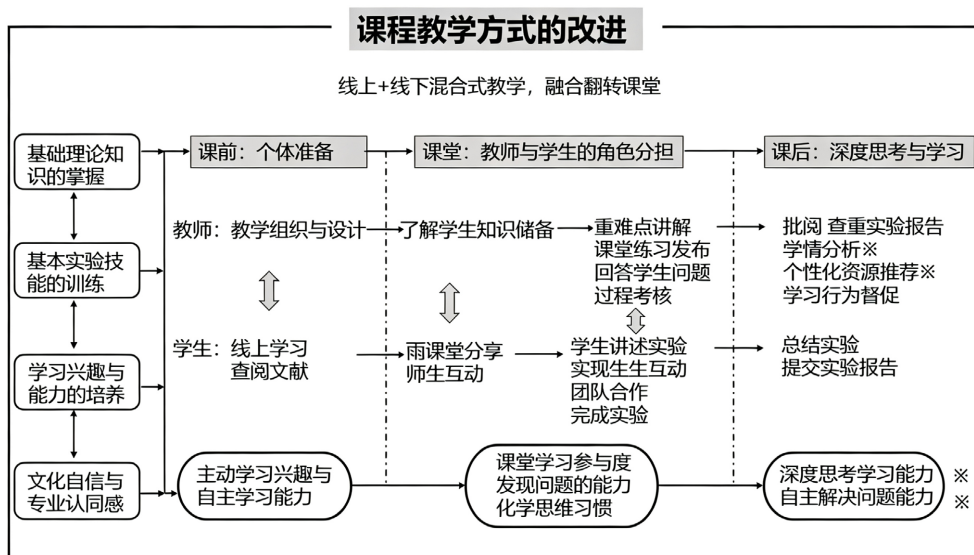 课程教学方式的改进
线上+线下混合式教学，融合翻转课堂
基础理论知
识的掌握
基本实验技
能的训练
学习兴趣与
能力的培养
文化自信与
专业认同感
课前：个体准备
课堂：教师与学生的角色分担
课后：深度思考与学习
教师：教学组织与设计
了解学生知识储备
重难点讲解
课堂练习发布
回答学生问题
过程考核
批阅 查重实验报告
学情分析※
个性化资源推荐※
学习行为督促
学生：线上学习
查阅文献
雨课堂分享
师生互动
学生讲述实验
实现生生互动
团队合作
完成实验
总结实验
提交实验报告
主动学习兴趣与
自主学习能力
课堂学习参与度
发现问题的能力
化学思维习惯
深度思考学习能力 ※
自主解决问题能力 ※